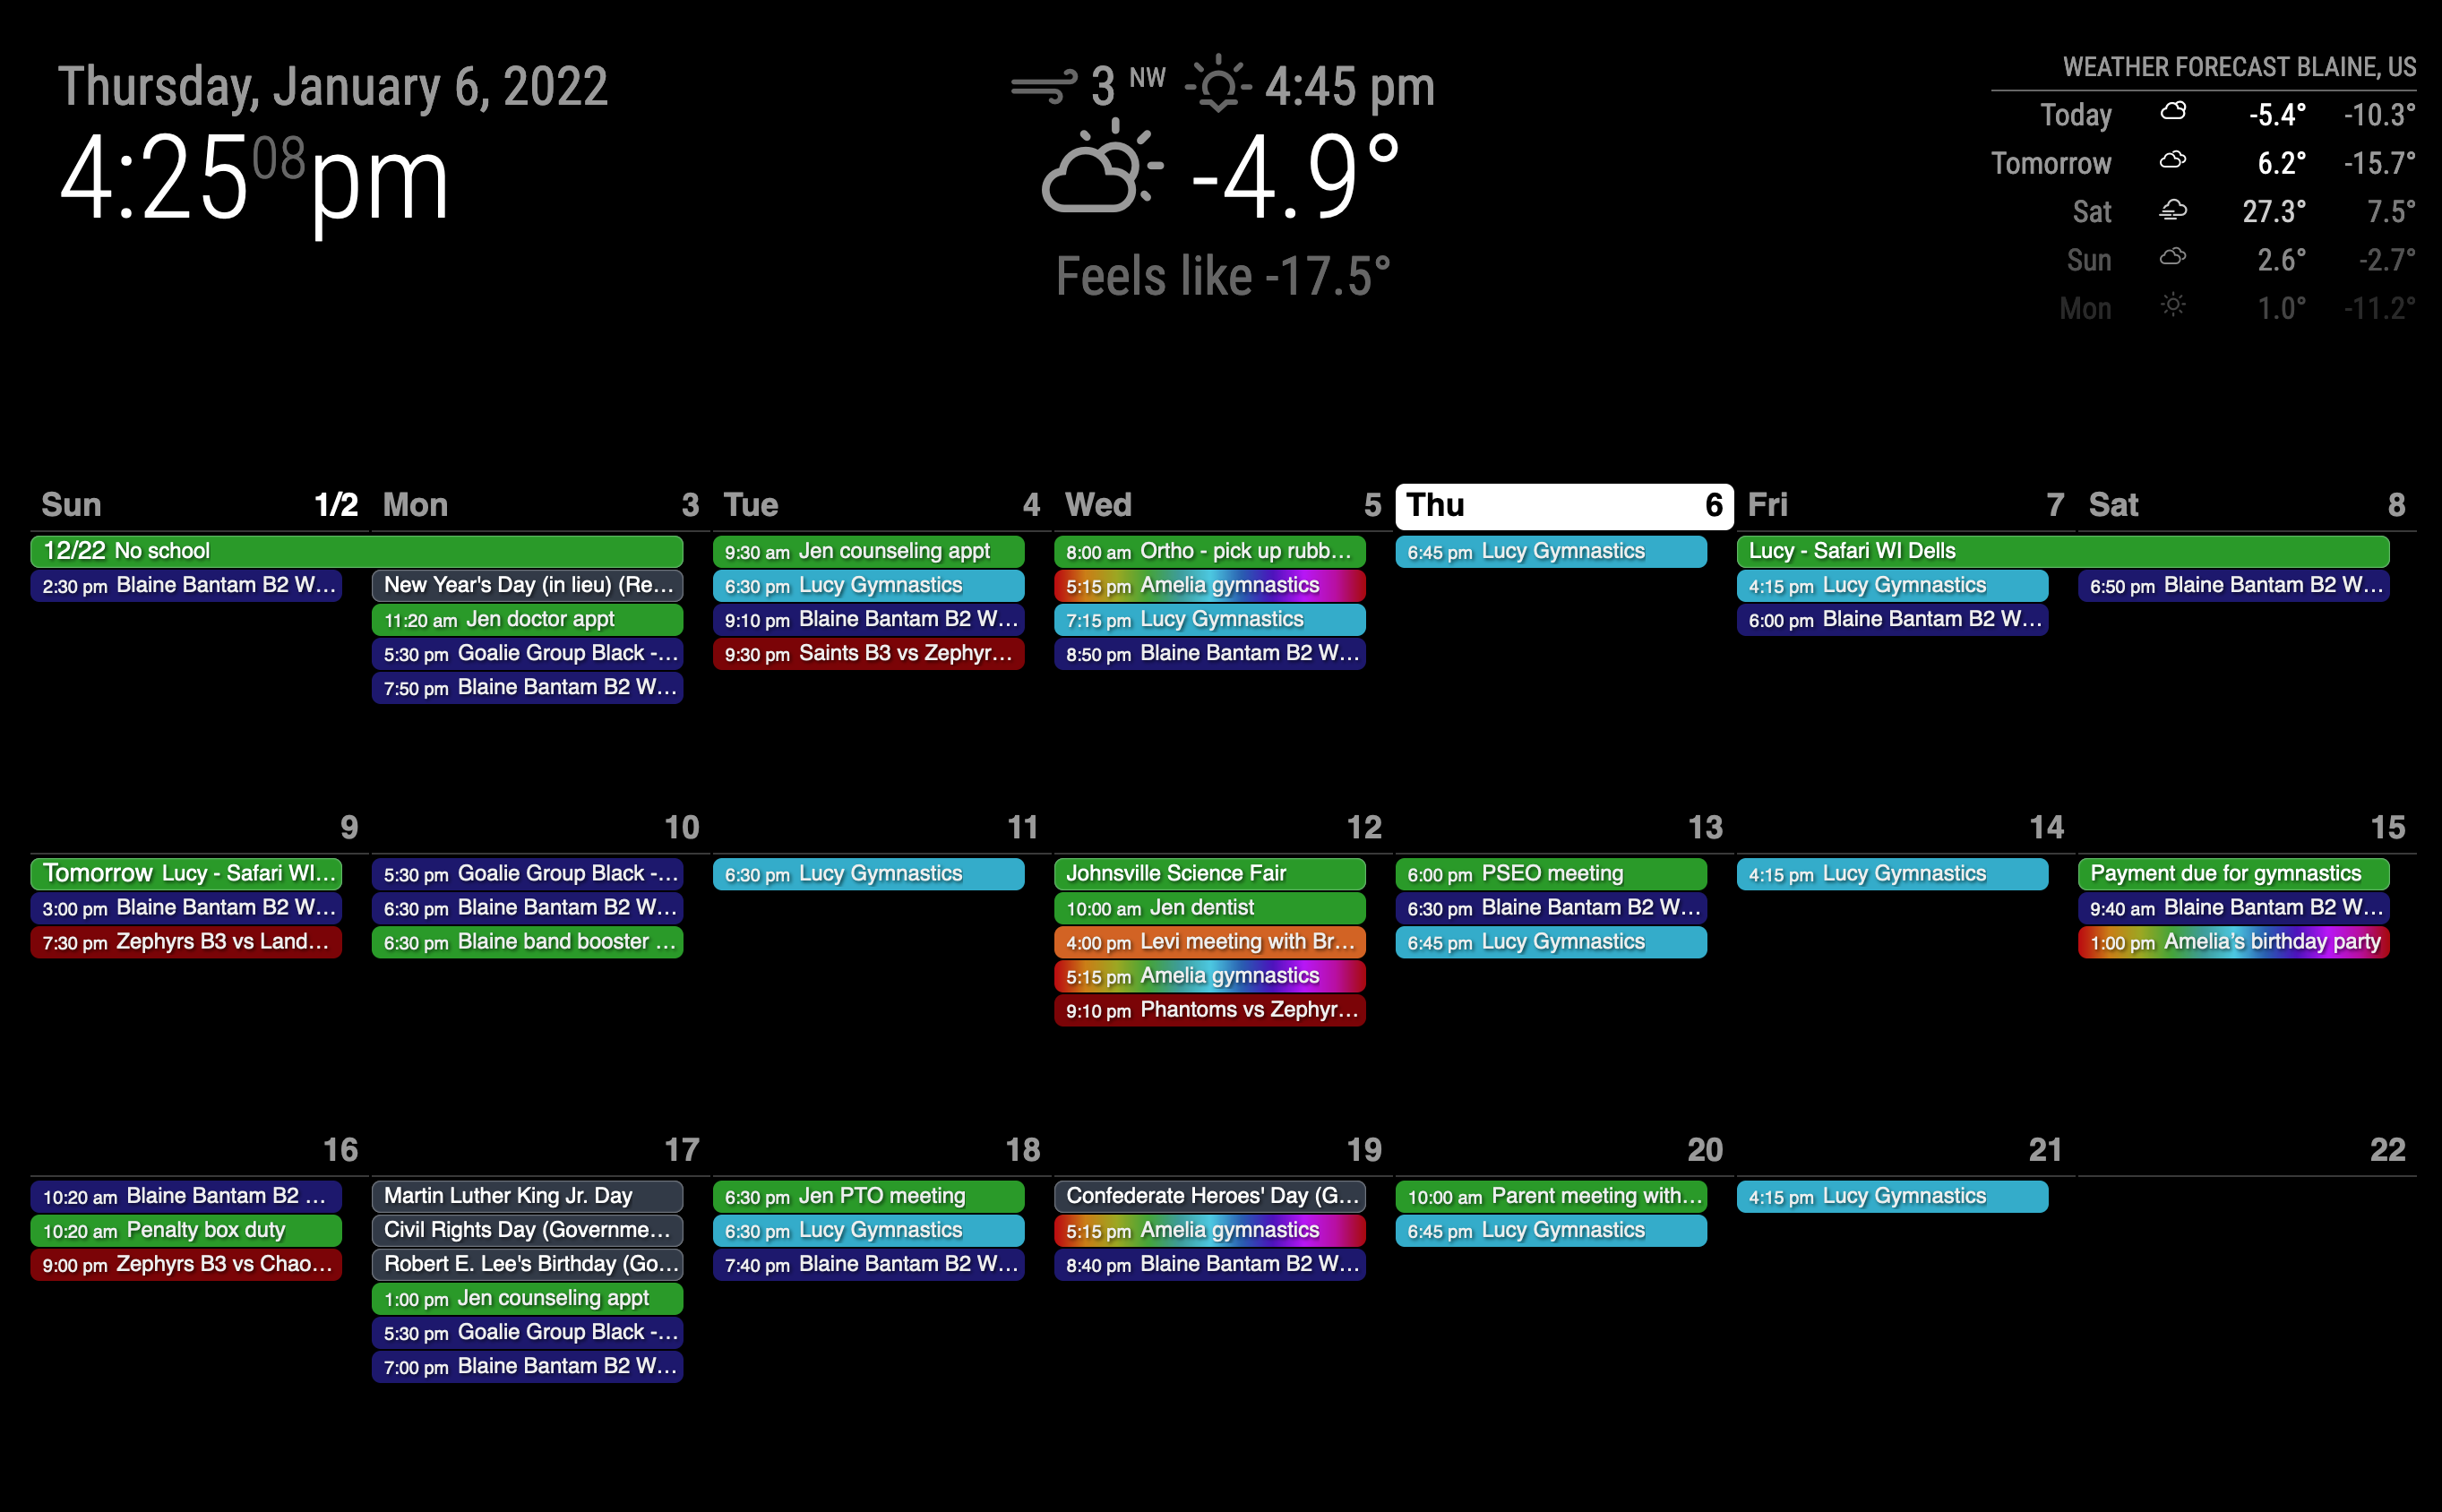 Thursday, January 6, 2022
4:25 08 pm
3 NW 4:45 pm
-4.9°
Feels like -17.5°
WEATHER FORECAST BLAINE, US
Today -5.4° -10.3°
Tomorrow 6.2° -15.7°
Sat 27.3° 7.5°
Sun 2.6° -2.7°
Mon 1.0° -11.2°
Sun 1/2
12/22 No school
2:30 pm Blaine Bantam B2 W...
Mon 3
New Year's Day (in lieu) (Re...
11:20 am Jen doctor appt
5:30 pm Goalie Group Black -...
7:50 pm Blaine Bantam B2 W...
Tue 4
9:30 am Jen counseling appt
6:30 pm Lucy Gymnastics
9:10 pm Blaine Bantam B2 W...
9:30 pm Saints B3 vs Zephyr...
Wed 5
8:00 am Ortho - pick up rubb...
5:15 pm Amelia gymnastics
7:15 pm Lucy Gymnastics
8:50 pm Blaine Bantam B2 W...
Thu 6
6:45 pm Lucy Gymnastics
Fri 7
Lucy - Safari WI Dells
4:15 pm Lucy Gymnastics
6:00 pm Blaine Bantam B2 W...
Sat 8
6:50 pm Blaine Bantam B2 W...
9
Tomorrow Lucy - Safari WI...
3:00 pm Blaine Bantam B2 W...
7:30 pm Zephyrs B3 vs Land...
10
5:30 pm Goalie Group Black -...
6:30 pm Blaine Bantam B2 W...
6:30 pm Blaine band booster ...
11
6:30 pm Lucy Gymnastics
12
Johnsville Science Fair
10:00 am Jen dentist
4:00 pm Levi meeting with Br...
5:15 pm Amelia gymnastics
9:10 pm Phantoms vs Zephyr...
13
6:00 pm PSEO meeting
6:30 pm Blaine Bantam B2 W...
6:45 pm Lucy Gymnastics
14
4:15 pm Lucy Gymnastics
15
Payment due for gymnastics
9:40 am Blaine Bantam B2 W...
1:00 pm Amelia's birthday party
16
10:20 am Blaine Bantam B2 ...
10:20 am Penalty box duty
9:00 pm Zephyrs B3 vs Chao...
17
Martin Luther King Jr. Day
Civil Rights Day (Governme...
Robert E. Lee's Birthday (Go...
1:00 pm Jen counseling appt
5:30 pm Goalie Group Black -...
7:00 pm Blaine Bantam B2 W...
18
6:30 pm Jen PTO meeting
6:30 pm Lucy Gymnastics
7:40 pm Blaine Bantam B2 W...
19
Confederate Heroes' Day (G...
5:15 pm Amelia gymnastics
8:40 pm Blaine Bantam B2 W...
20
10:00 am Parent meeting with...
6:45 pm Lucy Gymnastics
21
4:15 pm Lucy Gymnastics
22